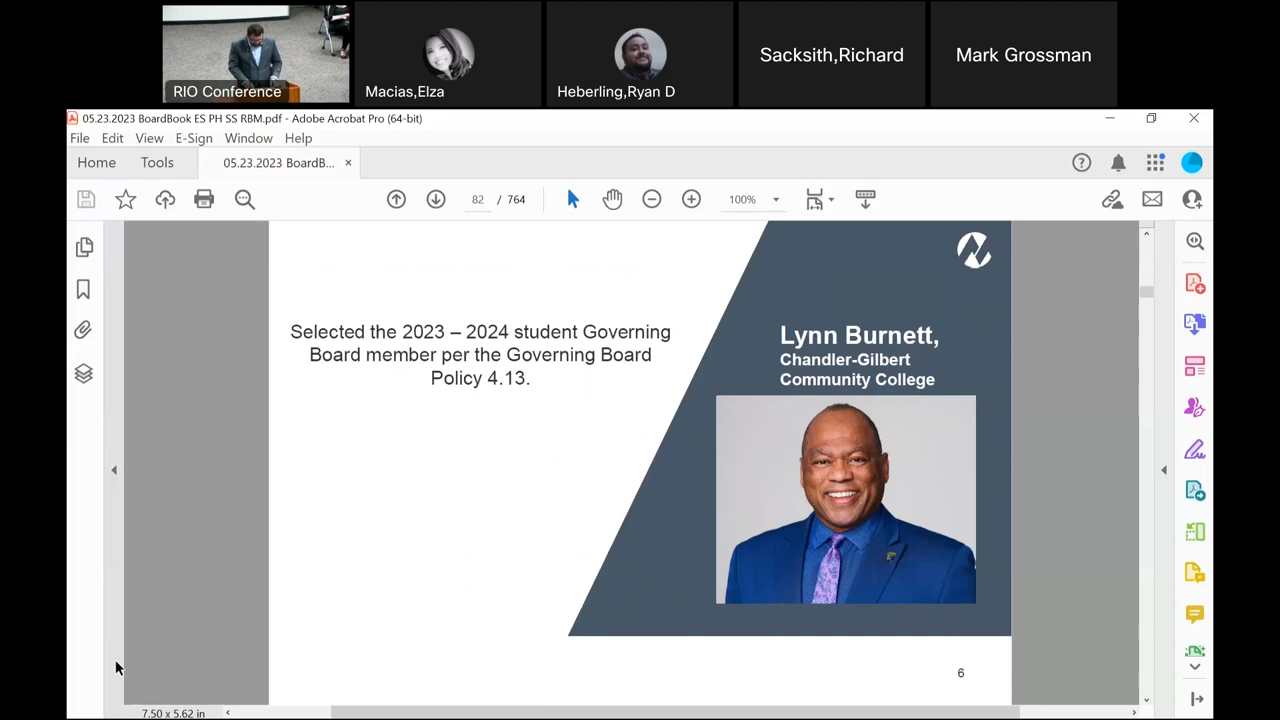 RIO Conference
Macias,Elza
Heberling,Ryan D
Sacksith,Richard
Mark Grossman
05.23.2023 BoardBook ES PH SS RBM.pdf - Adobe Acrobat Pro (64-bit)
File Edit View E-Sign Window Help
Home Tools 05.23.2023 BoardB... ×
82 / 764 100%
Selected the 2023 – 2024 student Governing
Board member per the Governing Board
Policy 4.13.
Lynn Burnett,
Chandler-Gilbert
Community College
6
7.50 x 5.62 in